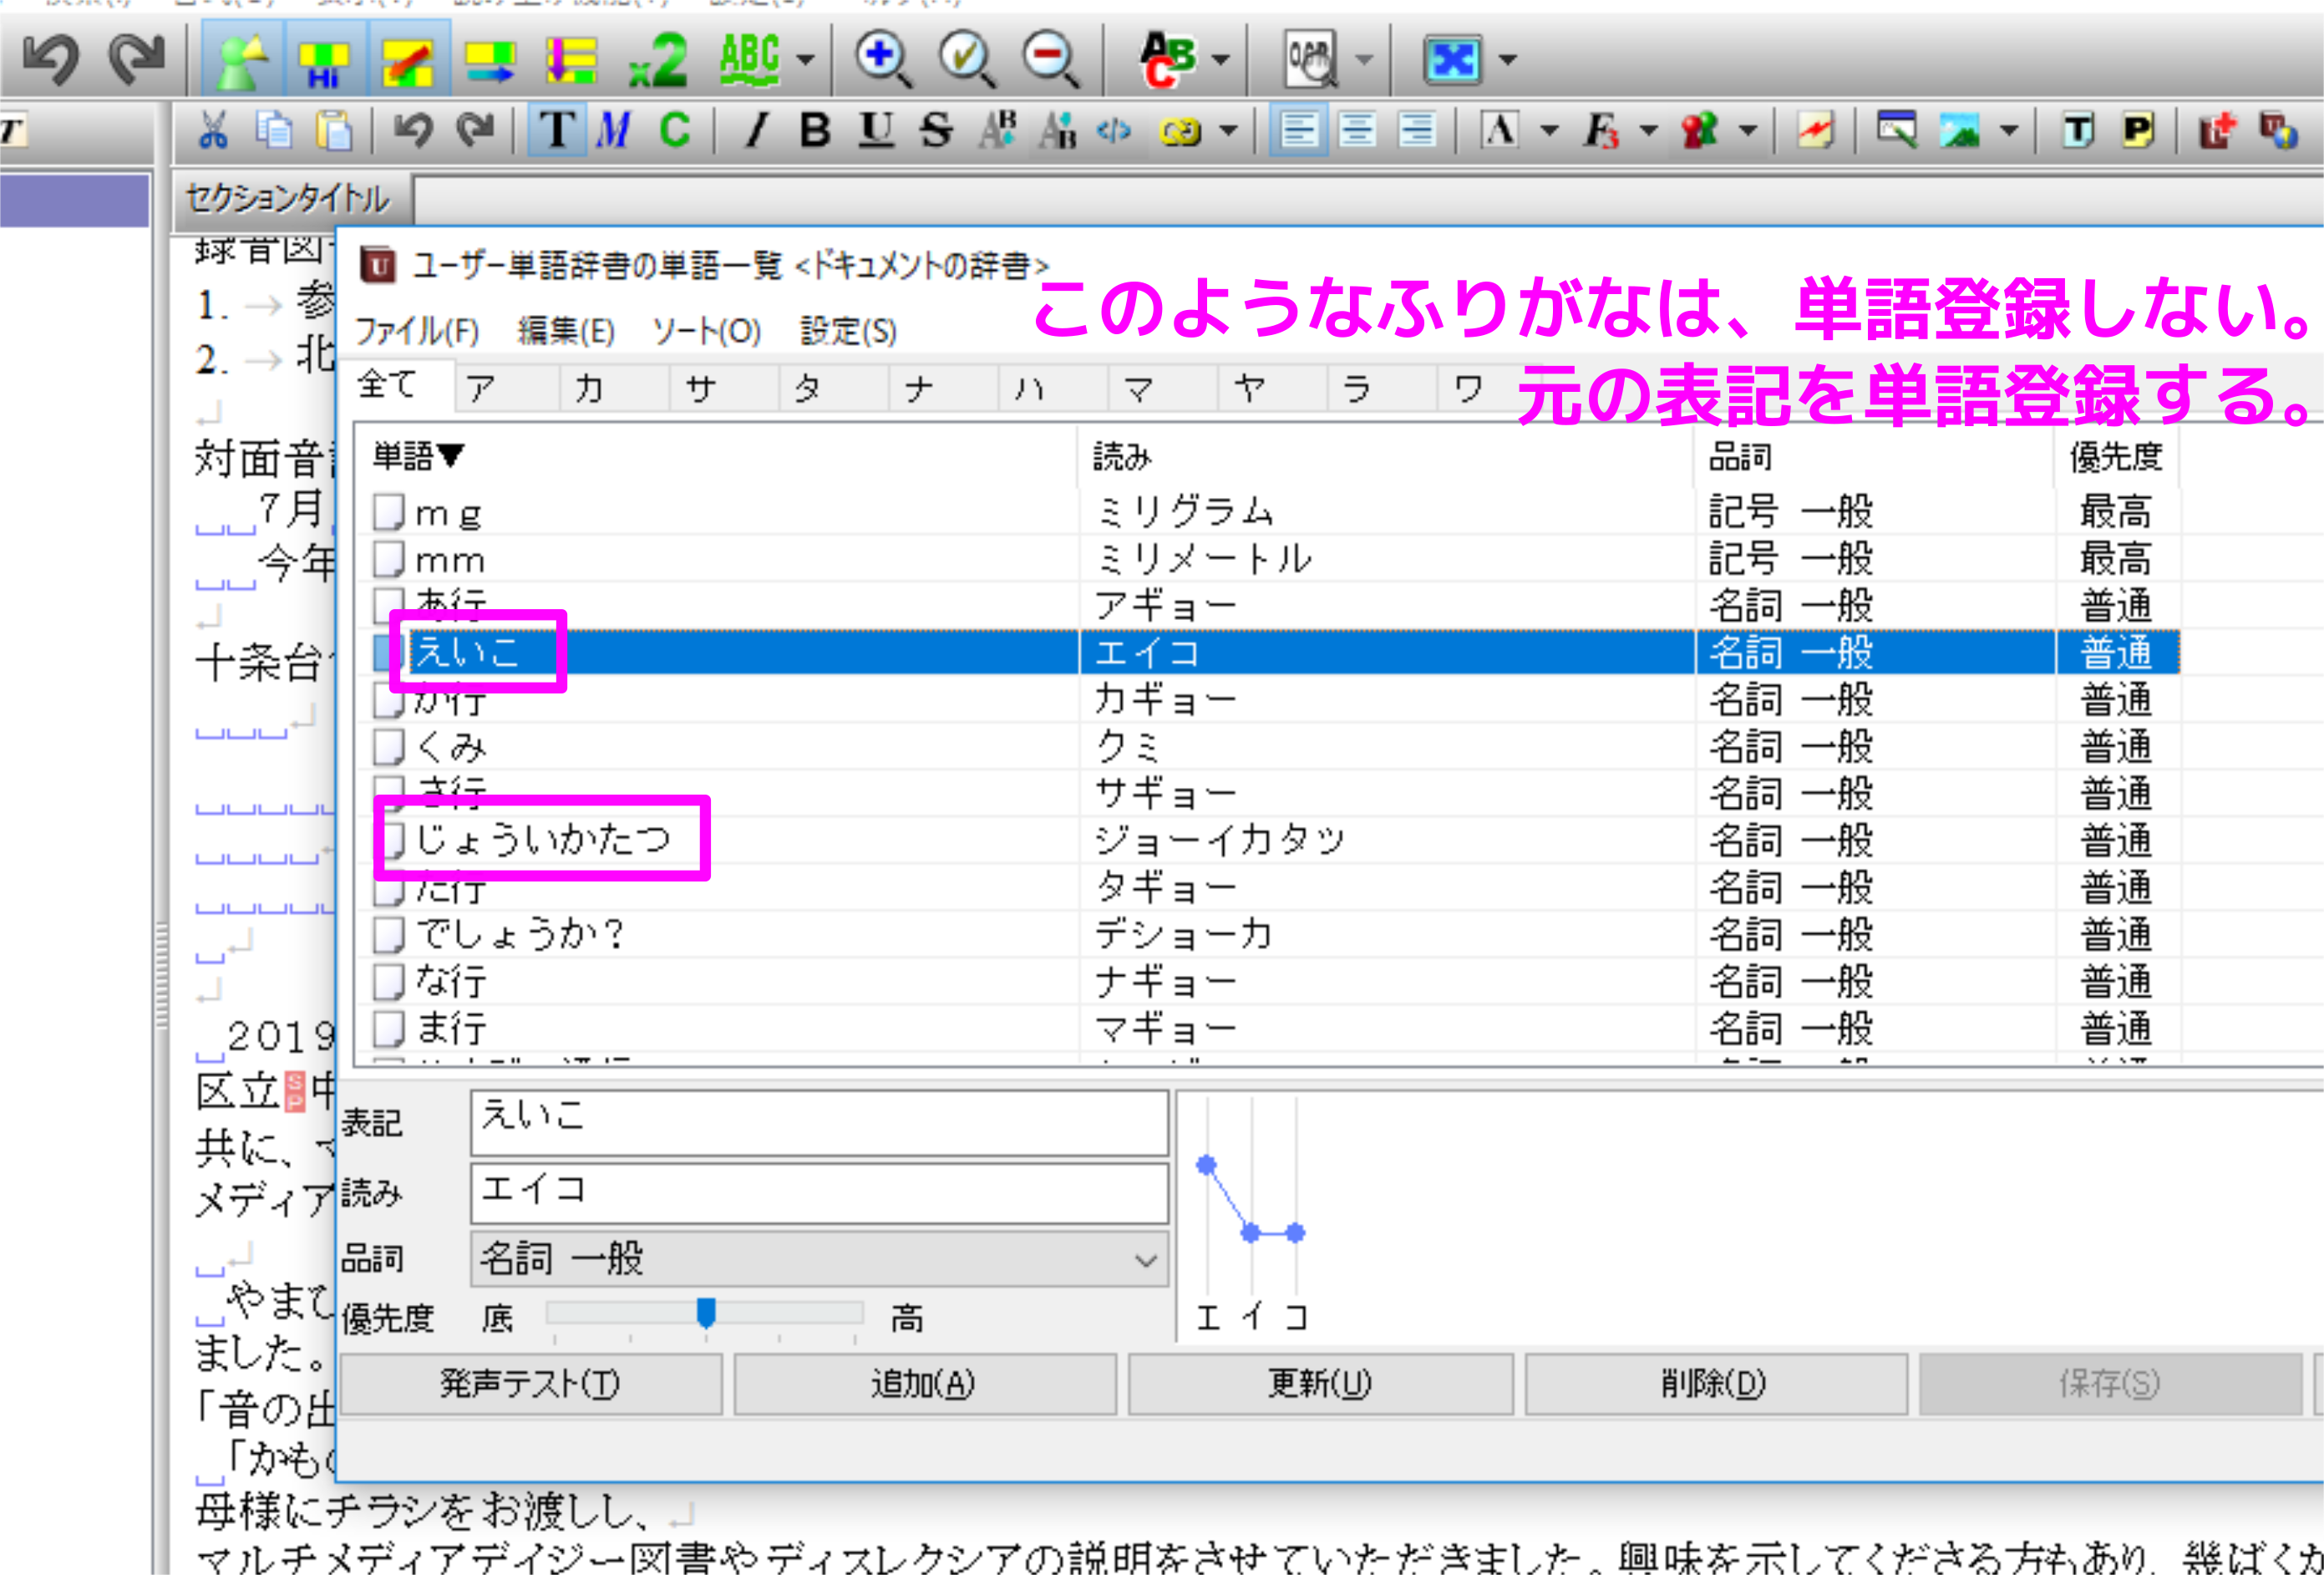 Hi
x2
ABC
ABC
T
T M C I B U S AB AB </> A F3 T P
セクションタイトル
録音図
1. → 参
2. → 北
対面音
7月
今年
十条台
2019
区立 SP
共に、
メディア
やまび
ました。
「音の出
「かもの
母様にチラシをお渡しし、
マルチメディアデイジー図書やディスレクシアの説明をさせていただきました。興味を示してくださる方もあり 幾ばくか
ユーザー単語辞書の単語一覧 <ドキュメントの辞書>
このようなふりがなは、単語登録しない。
元の表記を単語登録する。
ファイル(F) 編集(E) ソート(O) 設定(S)
全て ア カ サ タ ナ ハ マ ヤ ラ ワ
単語▼ 読み 品詞 優先度
mg ミリグラム 記号 一般 最高
mm ミリメートル 記号 一般 最高
あ行 アギョー 名詞 一般 普通
えいこ エイコ 名詞 一般 普通
か行 カギョー 名詞 一般 普通
くみ クミ 名詞 一般 普通
さ行 サギョー 名詞 一般 普通
じょういかたつ ジョーイカタツ 名詞 一般 普通
た行 タギョー 名詞 一般 普通
でしょうか? デショーカ 名詞 一般 普通
な行 ナギョー 名詞 一般 普通
ま行 マギョー 名詞 一般 普通
表記 えいこ
読み エイコ
品詞 名詞 一般
優先度 底 高
エ イ コ
発声テスト(T) 追加(A) 更新(U) 削除(D) 保存(S)